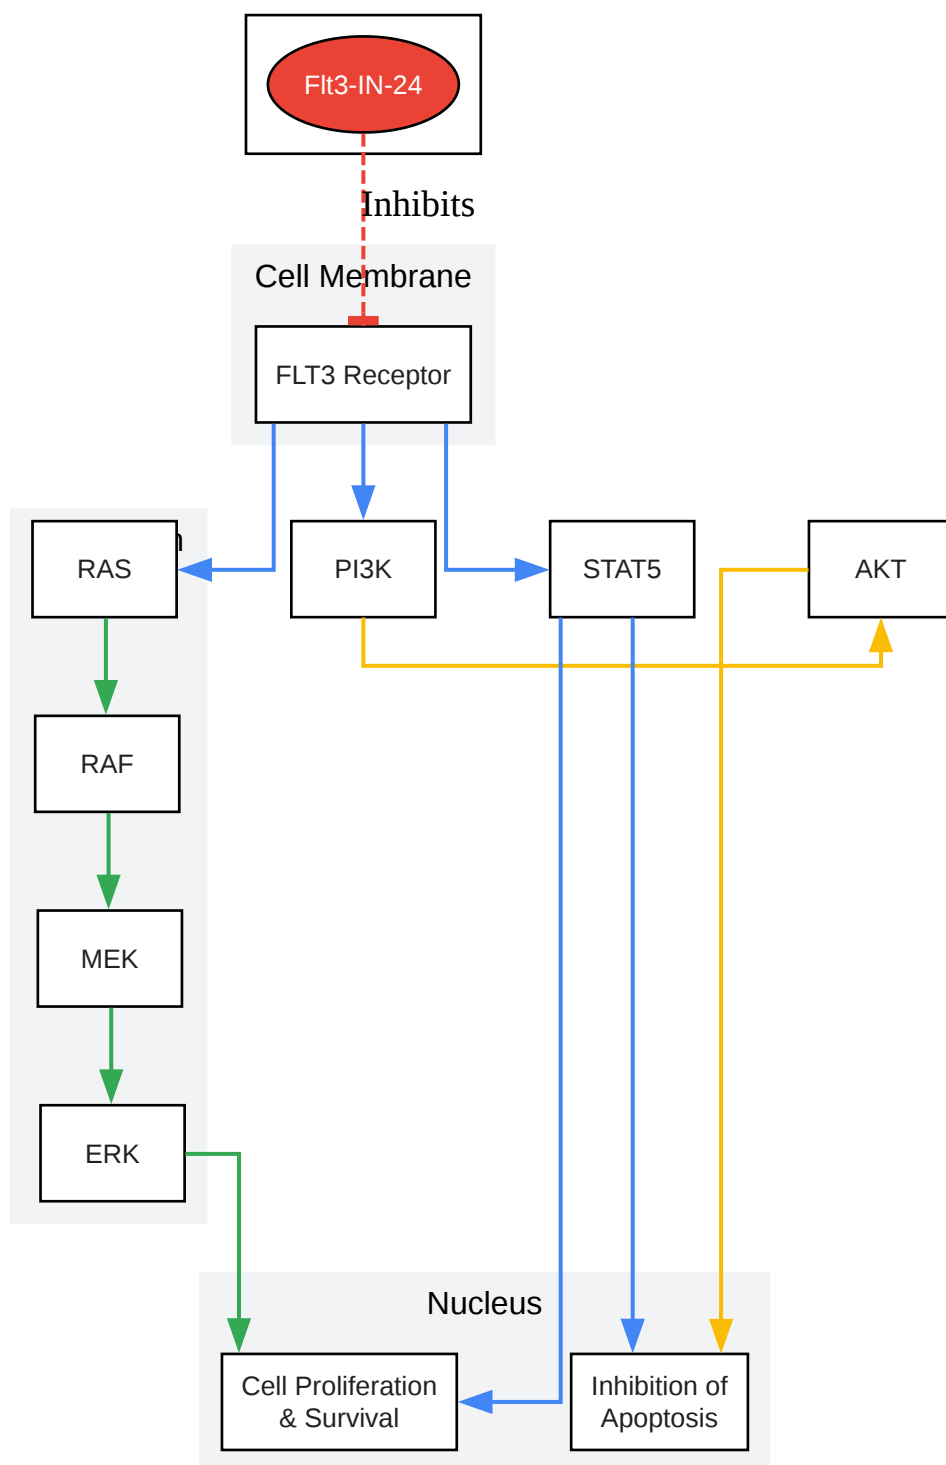 Flt3-IN-24
Inhibits
Cell Membrane
FLT3 Receptor
RAS
PI3K
STAT5
AKT
RAF
MEK
ERK
Nucleus
Cell Proliferation
& Survival
Inhibition of
Apoptosis